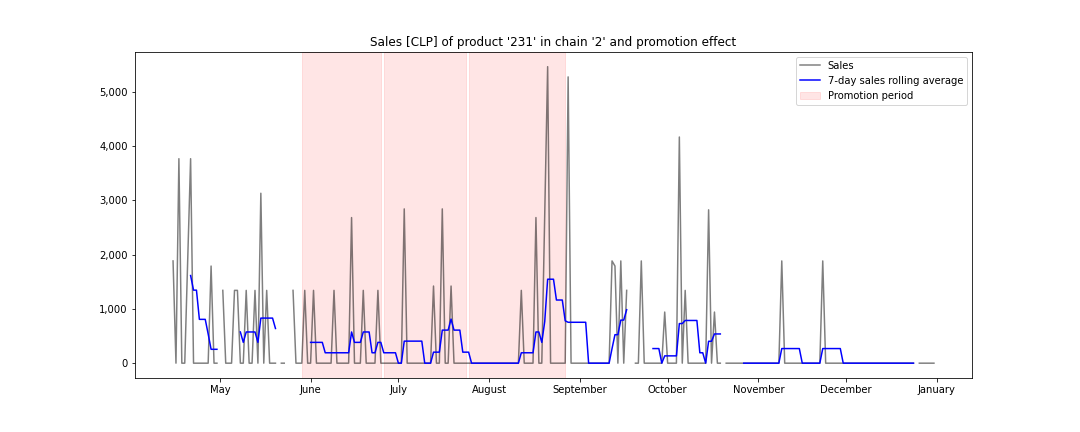 Sales [CLP] of product '231' in chain '2' and promotion effect
Sales
7-day sales rolling average
Promotion period
5,000
4,000
3,000
2,000
1,000
0
May June July August September October November December January